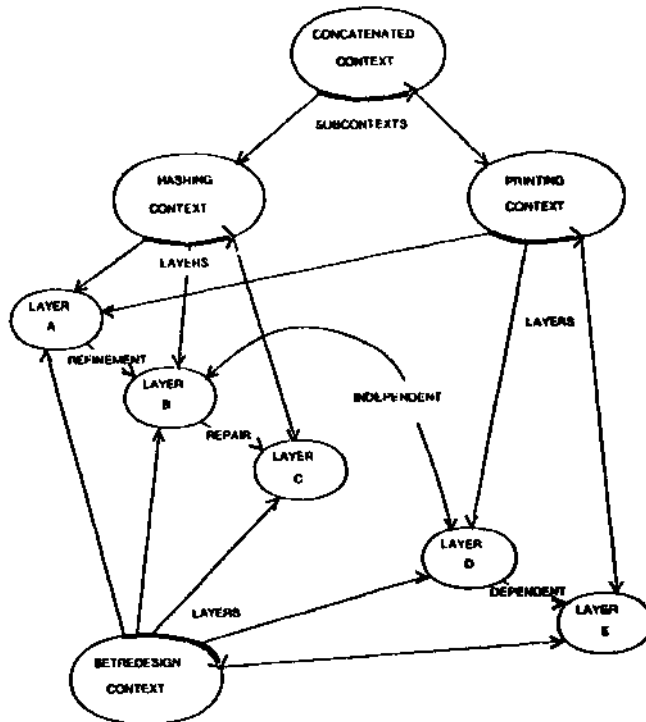 CONCATENATED
CONTEXT
SUBCONTEXTS
HASHING
CONTEXT
PRINTING
CONTEXT
LAYERS
LAYER
A
LAYERS
REFINEMENT
LAYER
B
INDEPENDENT
REPAIR
LAYER
C
LAYER
D
DEPENDENT
LAYERS
LAYER
E
SETREDESIGN
CONTEXT